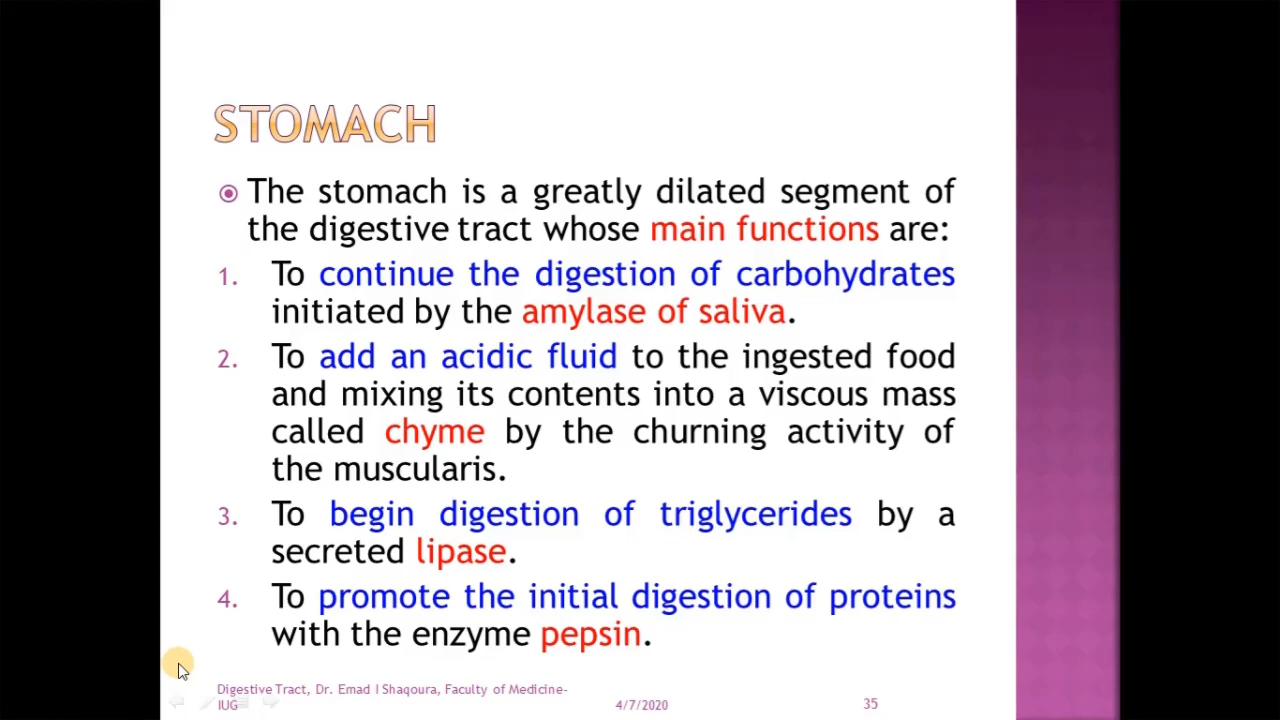 STOMACH
The stomach is a greatly dilated segment of
the digestive tract whose main functions are:
1. To continue the digestion of carbohydrates
initiated by the amylase of saliva.
2. To add an acidic fluid to the ingested food
and mixing its contents into a viscous mass
called chyme by the churning activity of
the muscularis.
3. To begin digestion of triglycerides by a
secreted lipase.
4. To promote the initial digestion of proteins
with the enzyme pepsin.
Digestive Tract, Dr. Emad I Shaqoura, Faculty of Medicine-
IUG 4/7/2020 35